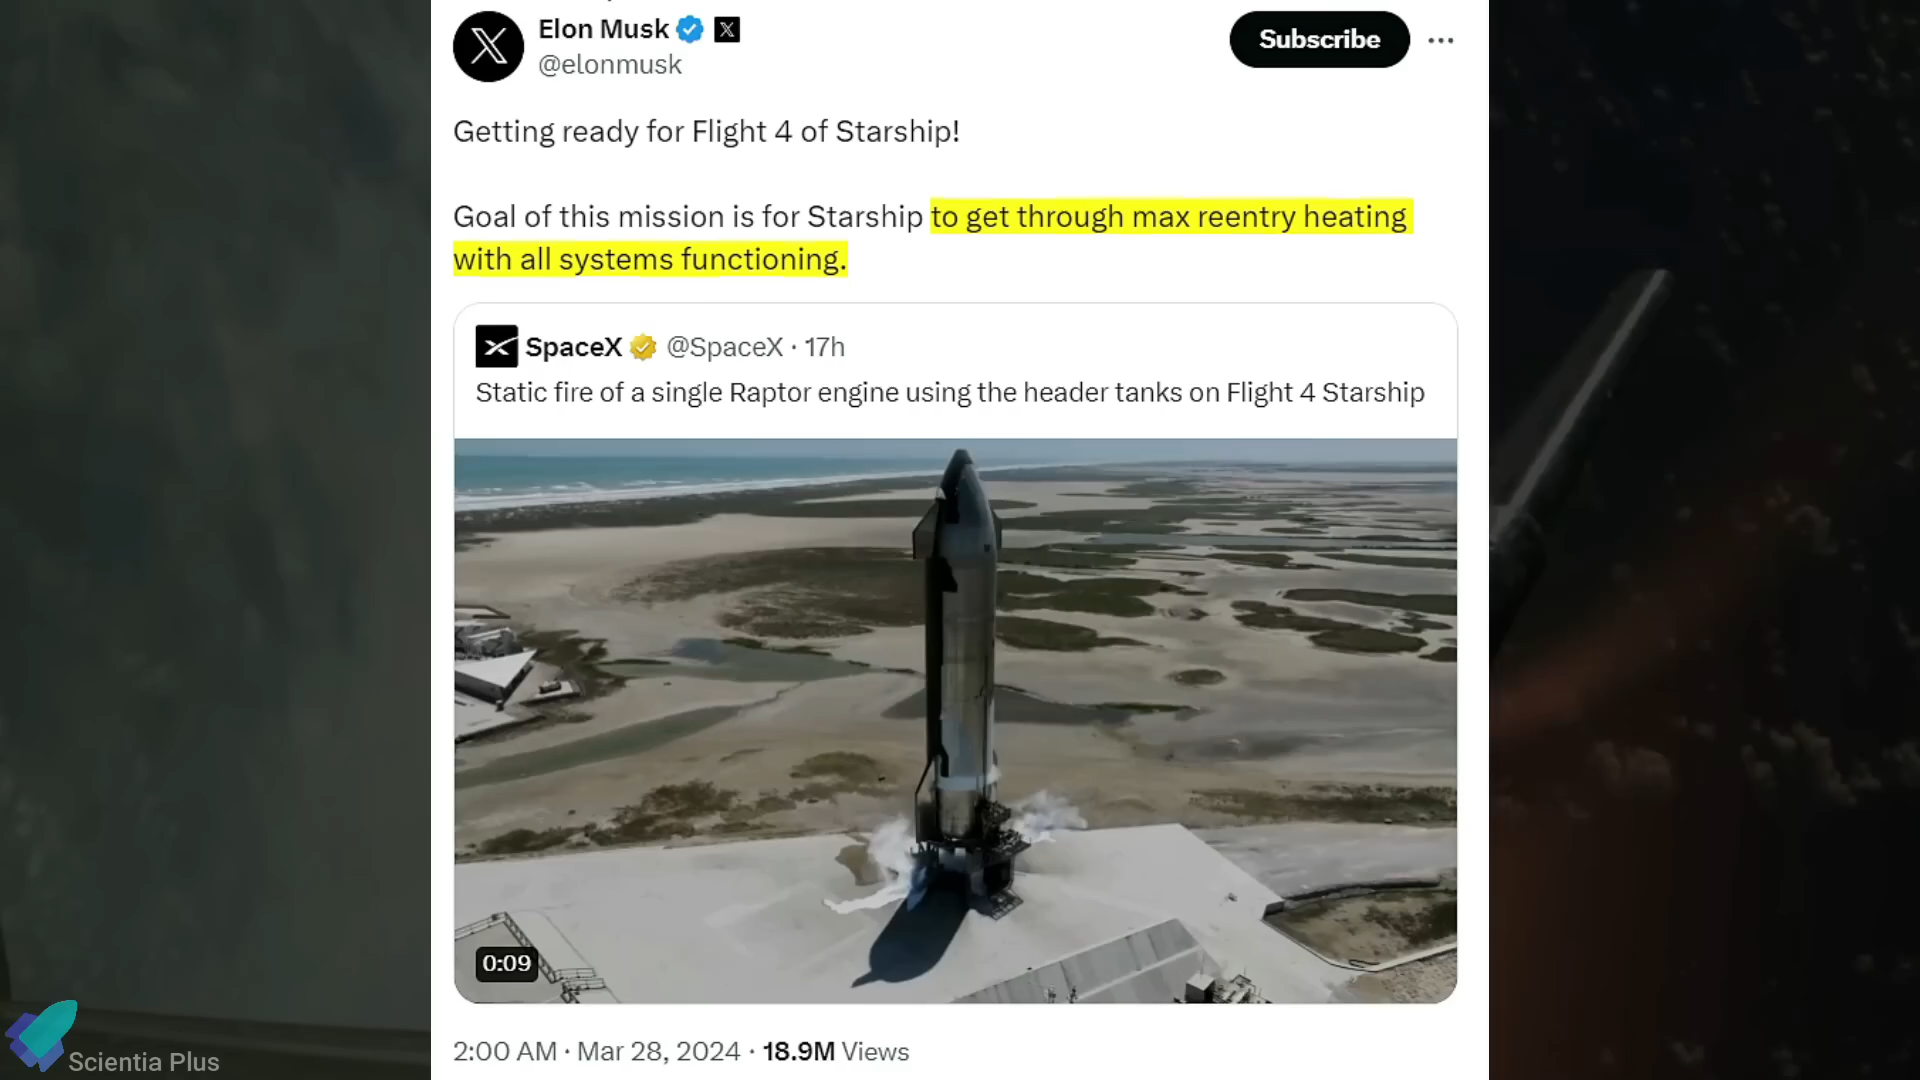 Elon Musk
@elonmusk
Subscribe
Getting ready for Flight 4 of Starship!
Goal of this mission is for Starship to get through max reentry heating
with all systems functioning.
SpaceX @SpaceX · 17h
Static fire of a single Raptor engine using the header tanks on Flight 4 Starship
0:09
2:00 AM · Mar 28, 2024 · 18.9M Views
Scientia Plus